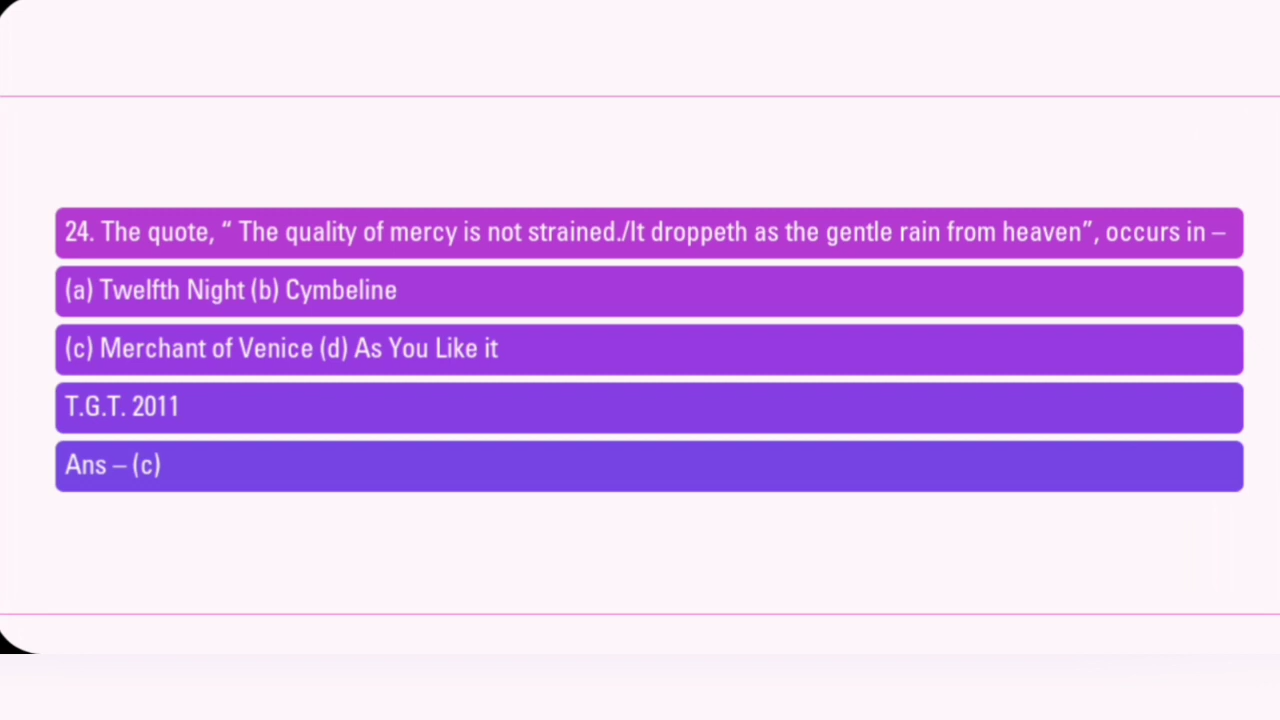 24. The quote, “ The quality of mercy is not strained./It droppeth as the gentle rain from heaven”, occurs in –
(a) Twelfth Night (b) Cymbeline
(c) Merchant of Venice (d) As You Like it
T.G.T. 2011
Ans – (c)